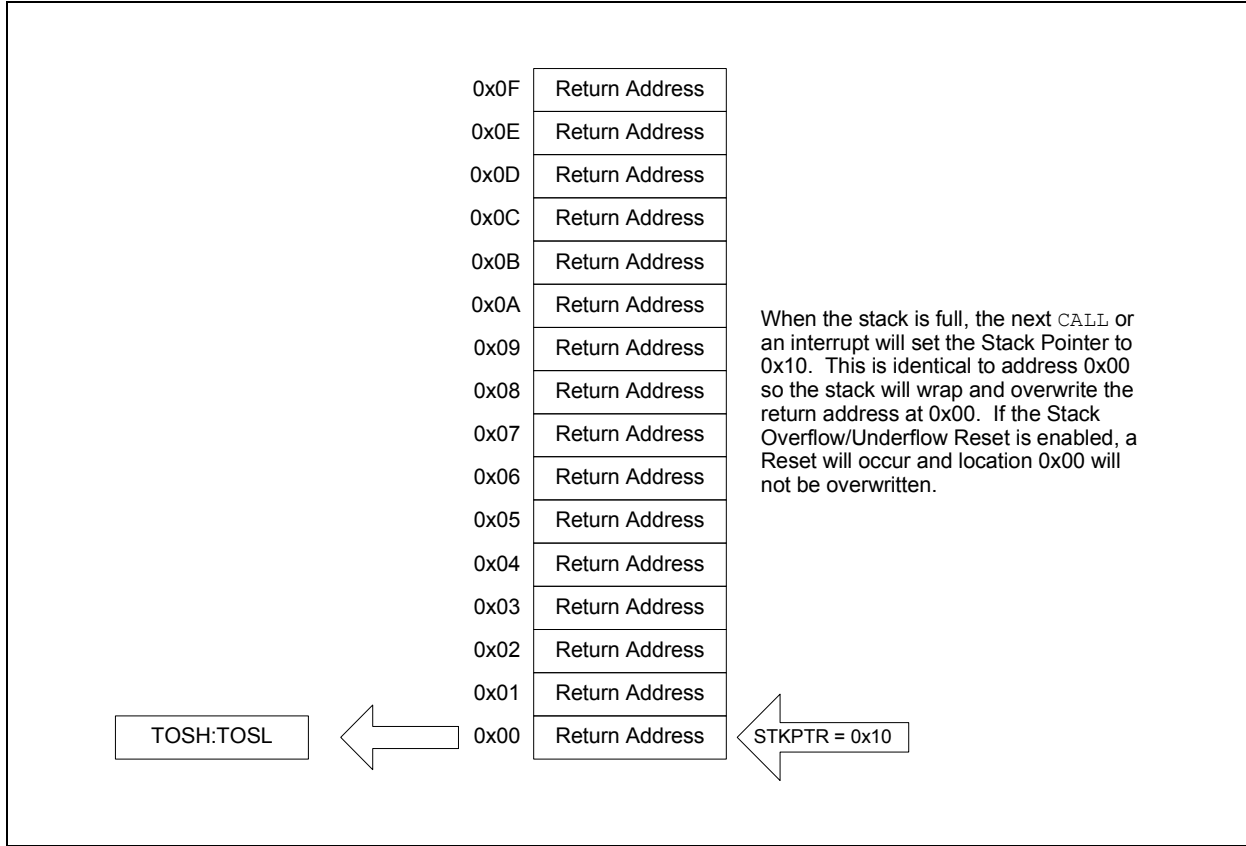 0x0F Return Address
0x0E Return Address
0x0D Return Address
0x0C Return Address
0x0B Return Address
0x0A Return Address
0x09 Return Address
0x08 Return Address
0x07 Return Address
0x06 Return Address
0x05 Return Address
0x04 Return Address
0x03 Return Address
0x02 Return Address
0x01 Return Address
TOSH:TOSL 0x00 Return Address STKPTR = 0x10
When the stack is full, the next CALL or
an interrupt will set the Stack Pointer to
0x10. This is identical to address 0x00
so the stack will wrap and overwrite the
return address at 0x00. If the Stack
Overflow/Underflow Reset is enabled, a
Reset will occur and location 0x00 will
not be overwritten.